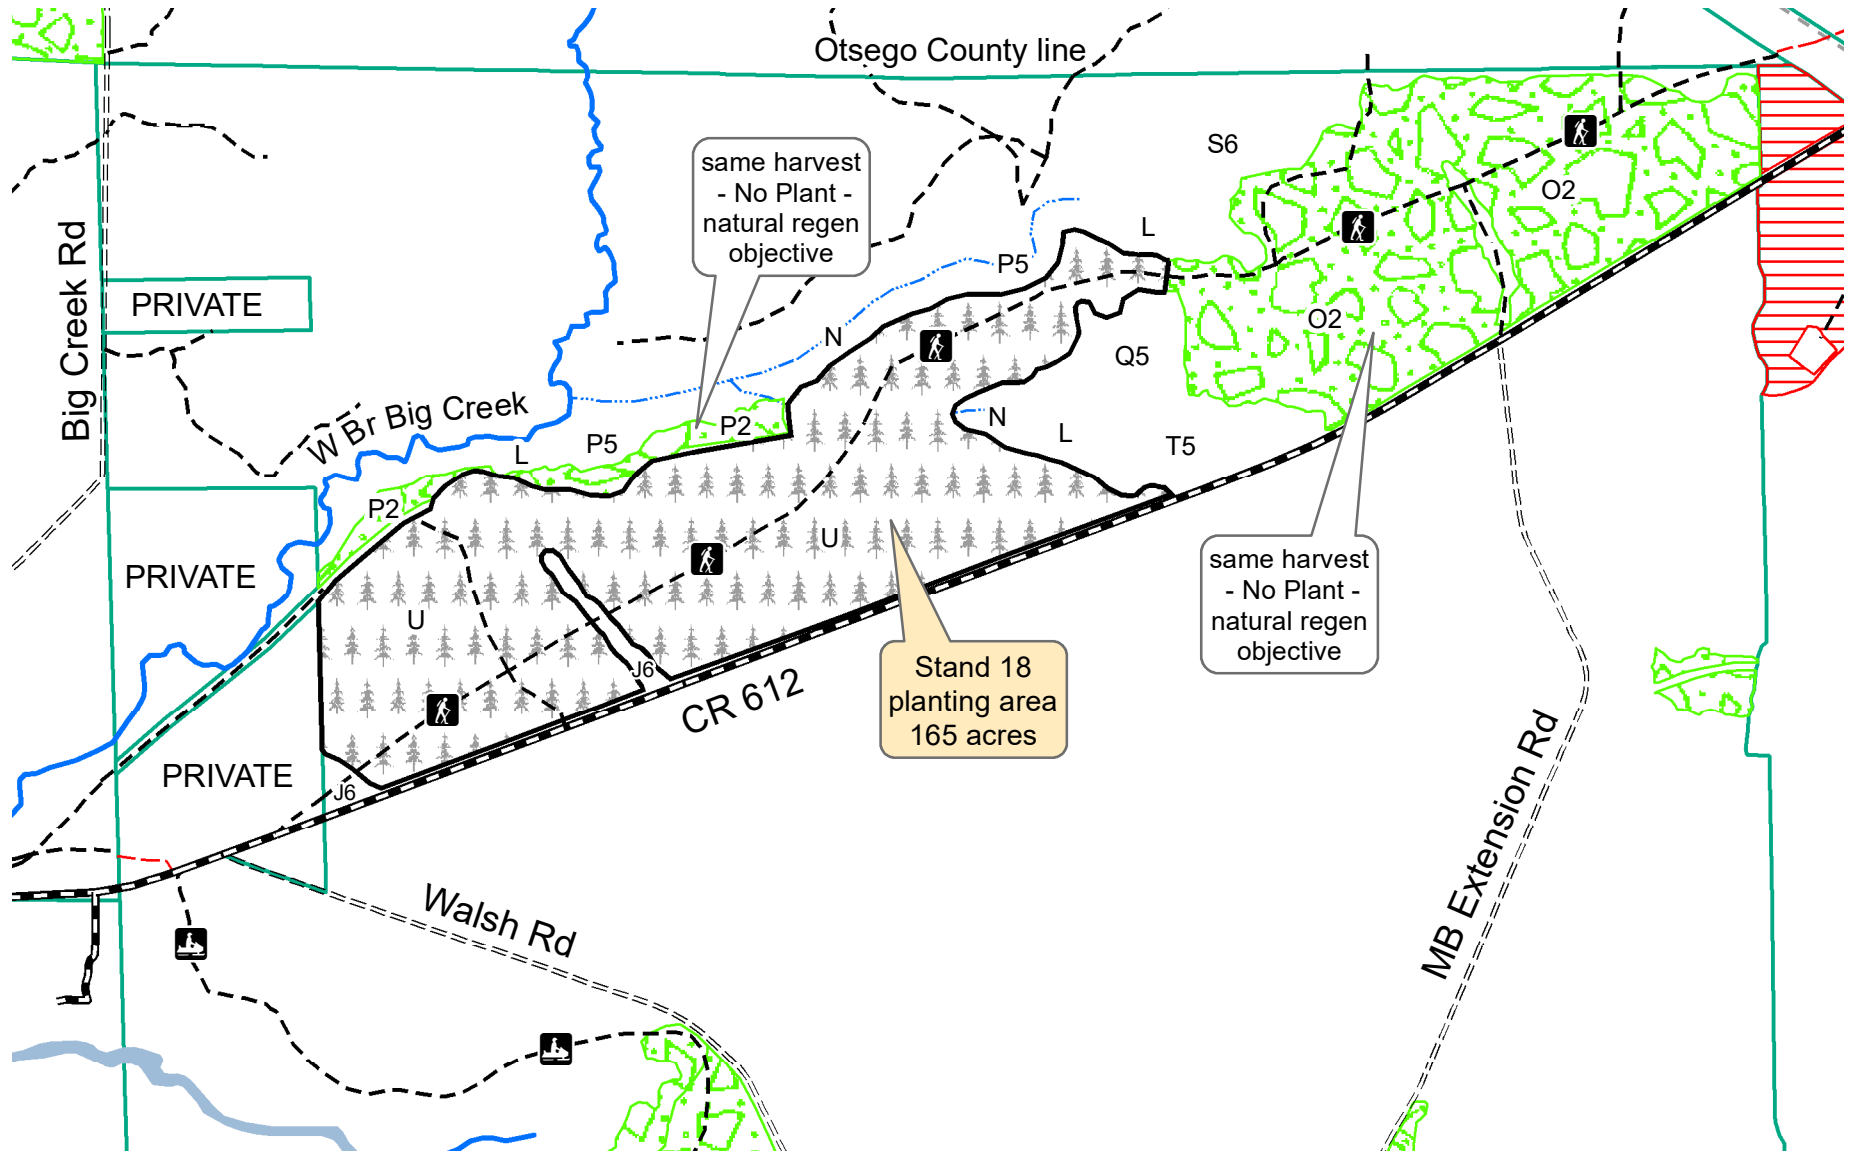 Otsego County line
S6
same harvest
- No Plant -
natural regen
objective
O2
L
Big Creek Rd
P5
PRIVATE
O2
N
Q5
W Br Big Creek
N
P2
L
P5
L
T5
P2
U
same harvest
- No Plant -
natural regen
objective
PRIVATE
U
J6
Stand 18
planting area
165 acres
CR 612
PRIVATE
J6
MB Extension Rd
Walsh Rd